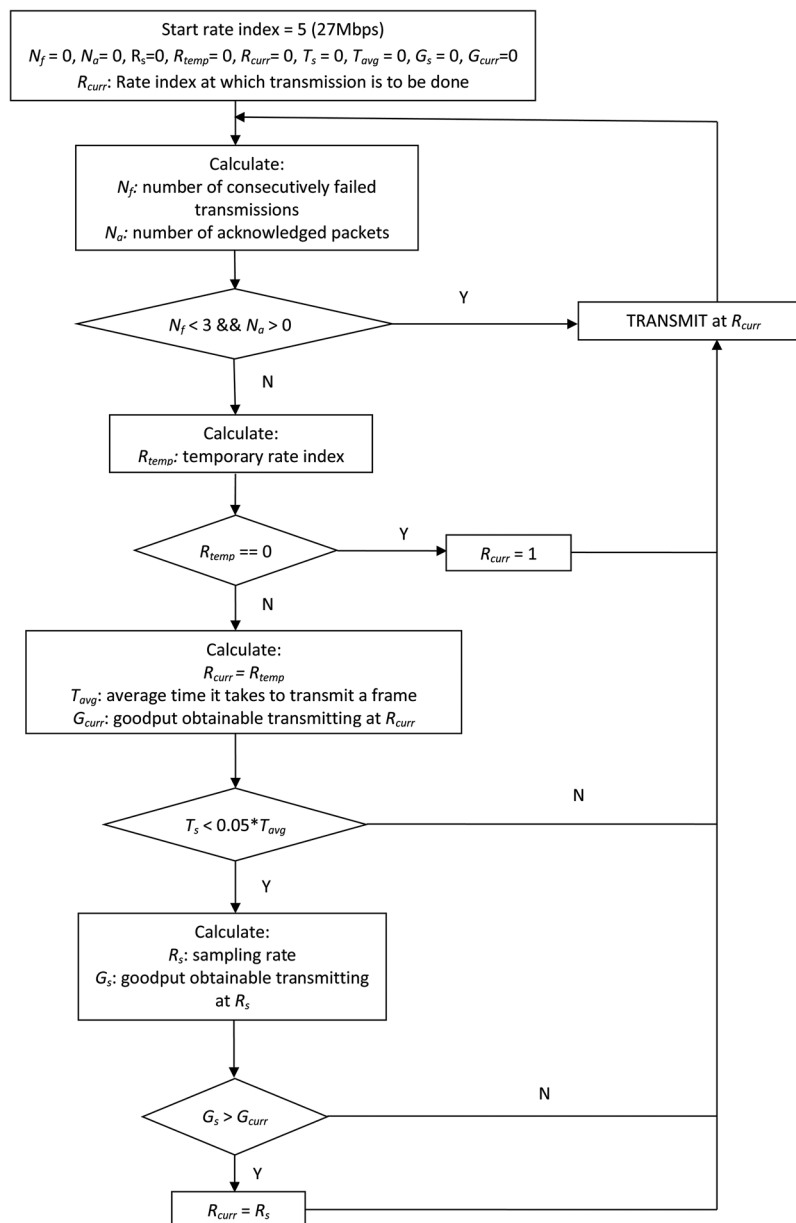 Start rate index = 5 (27Mbps)
Nf = 0, Na= 0, Rs=0, Rtemp= 0, Rcurr= 0, Ts = 0, Tavg = 0, Gs = 0, Gcurr=0
Rcurr: Rate index at which transmission is to be done
Calculate:
Nf: number of consecutively failed
transmissions
Na: number of acknowledged packets
Nf < 3 && Na > 0
Y
TRANSMIT at Rcurr
N
Calculate:
Rtemp: temporary rate index
Rtemp == 0
Y
Rcurr = 1
N
Calculate:
Rcurr = Rtemp
Tavg: average time it takes to transmit a frame
Gcurr: goodput obtainable transmitting at Rcurr
Ts < 0.05*Tavg
N
Y
Calculate:
Rs: sampling rate
Gs: goodput obtainable transmitting
at Rs
Gs > Gcurr
N
Y
Rcurr = Rs